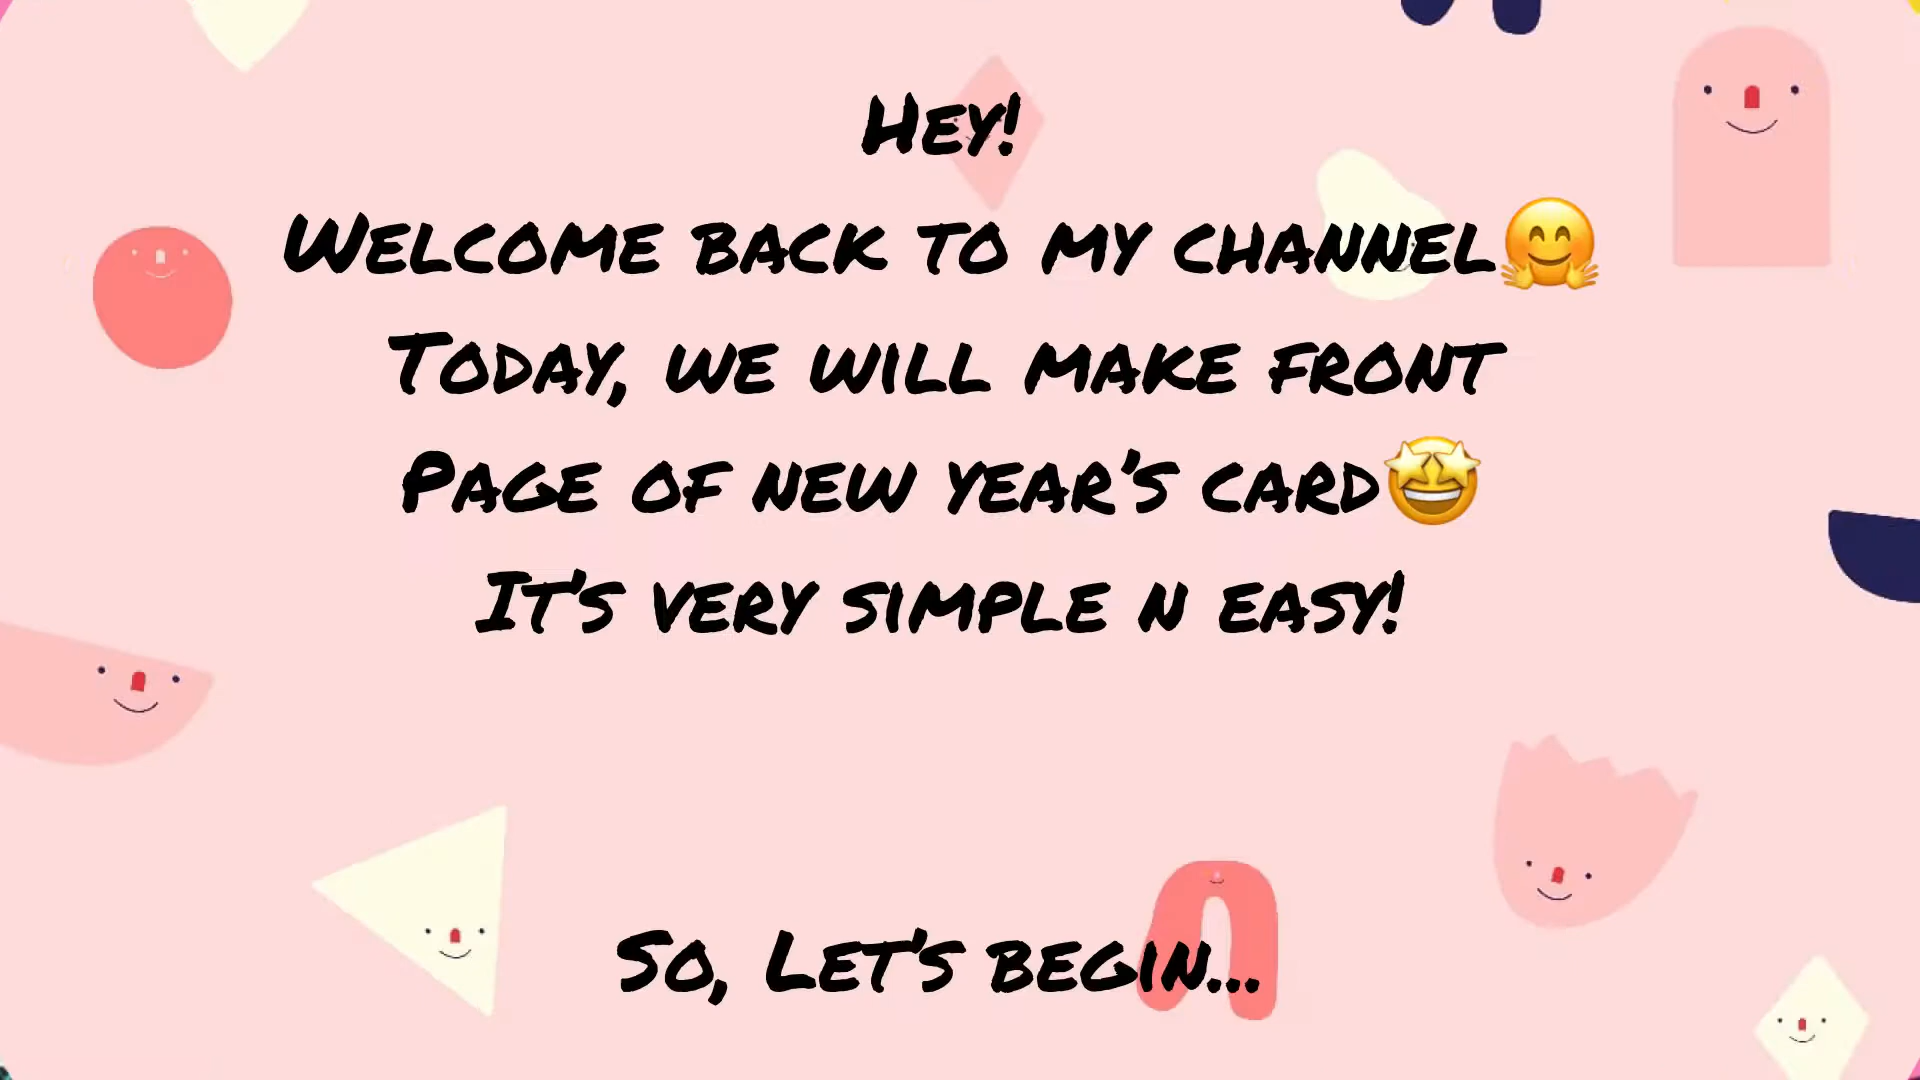 Hey!
Welcome back to my channel🤗
Today, we will make front
Page of new year's card🤩
It's very simple n easy!
So, Let's begin...